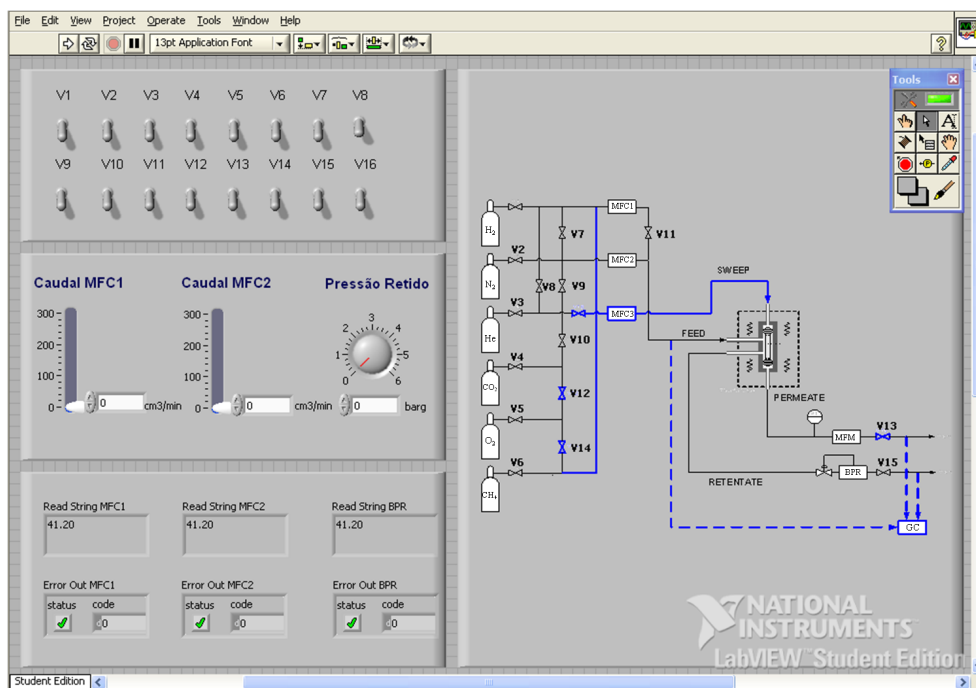 File Edit View Project Operate Tools Window Help
13pt Application Font
?
Tools
V1 V2 V3 V4 V5 V6 V7 V8
V9 V10 V11 V12 V13 V14 V15 V16
Caudal MFC1
300
200
100
0
0
cm3/min
Caudal MFC2
300
200
100
0
0
cm3/min
Pressão Retido
0 1 2 3 4 5 6
0
barg
Read String MFC1
41.20
Read String MFC2
41.20
Read String BPR
41.20
Error Out MFC1
status code
d0
Error Out MFC2
status code
d0
Error Out BPR
status code
d0
H2
MFC1
V7
V11
V2
N2
MFC2
V8
V9
SWEEP
V3
He
MFC3
FEED
V10
V4
CO2
V12
PERMEATE
V5
O2
V14
MFM
V13
V6
CH4
RETENTATE
BPR
V15
GC
NATIONAL
INSTRUMENTS
LabVIEW™ Student Edition
Student Edition